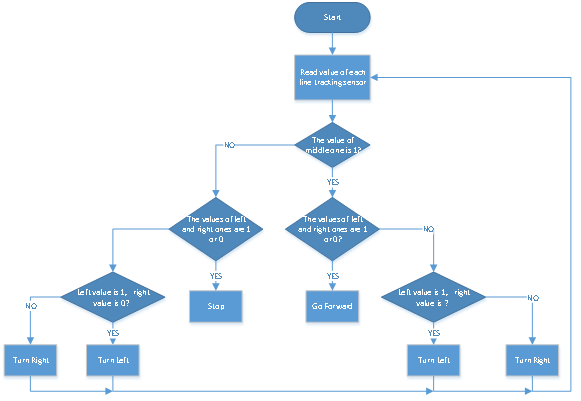 Start
Read value of each
line tracking sensor
The value of
middle one is 1?
NO
YES
The values of left
and right ones are 1
or 0
The values of left
and right ones are 1
or 0?
NO
YES
YES
Left value is 1, right
value is 0?
Stop
Go Forward
Left value is 1, right
value is ?
NO
YES
YES
NO
Turn Right
Turn Left
Turn Left
Turn Right